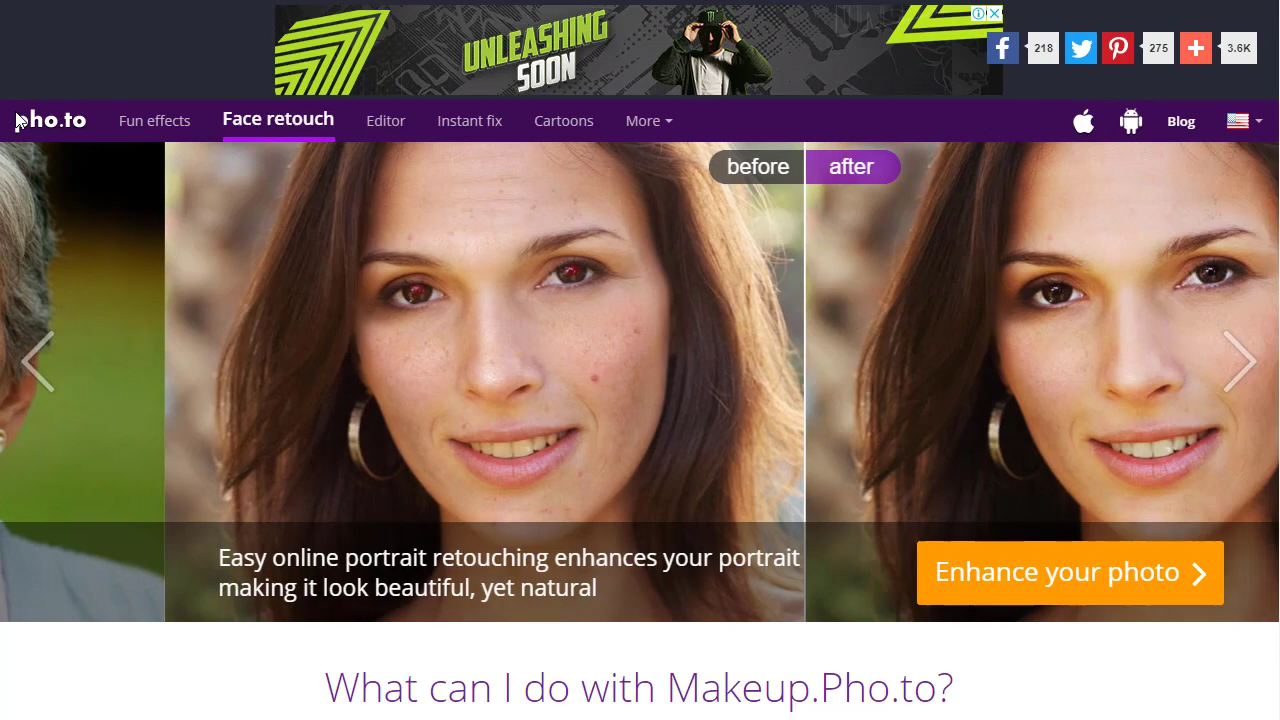 UNLEASHING
SOON
218
275
3.6K
pho.to
Fun effects
Face retouch
Editor
Instant fix
Cartoons
More
Blog
before
after
Easy online portrait retouching enhances your portrait
making it look beautiful, yet natural
Enhance your photo
What can I do with Makeup.Pho.to?